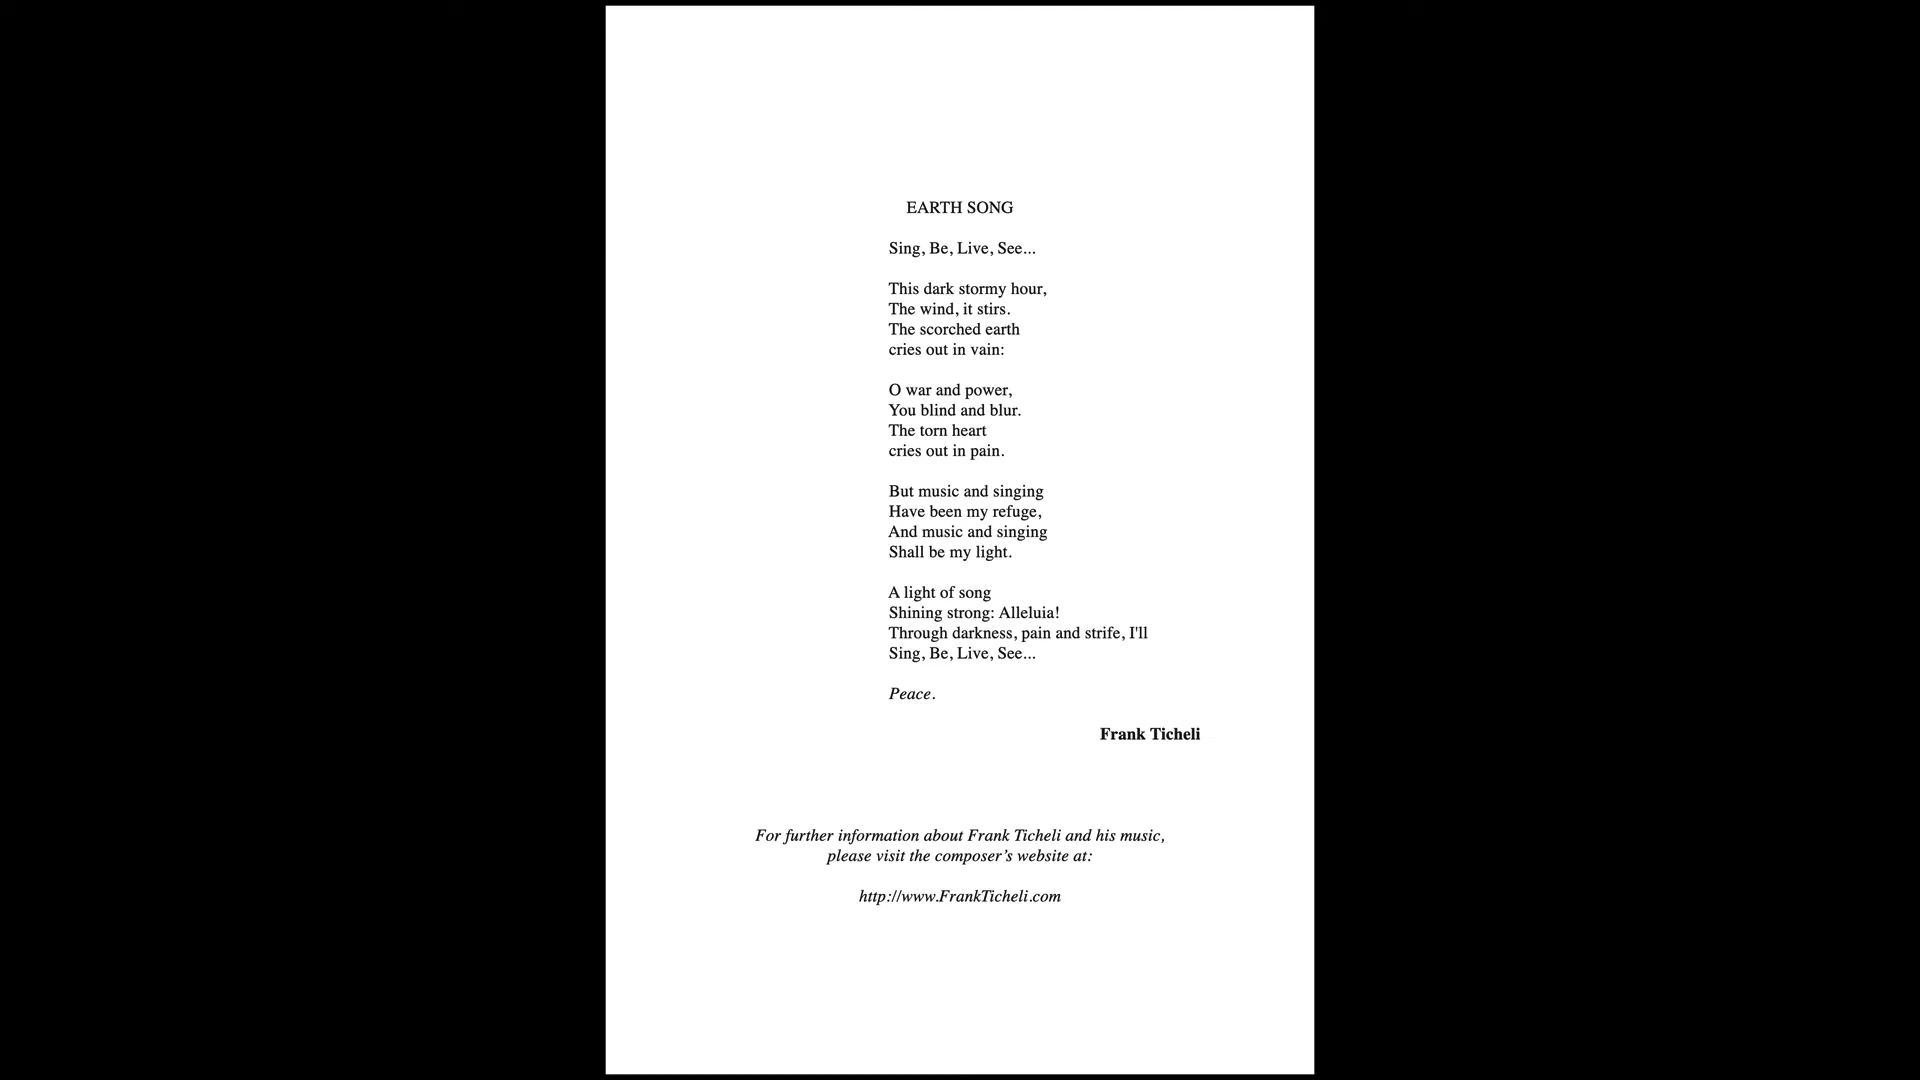 EARTH SONG
Sing, Be, Live, See...
This dark stormy hour,
The wind, it stirs.
The scorched earth
cries out in vain:
O war and power,
You blind and blur.
The torn heart
cries out in pain.
But music and singing
Have been my refuge,
And music and singing
Shall be my light.
A light of song
Shining strong: Alleluia!
Through darkness, pain and strife, I'll
Sing, Be, Live, See...
Peace.
Frank Ticheli
For further information about Frank Ticheli and his music,
please visit the composer’s website at:
http://www.FrankTicheli.com